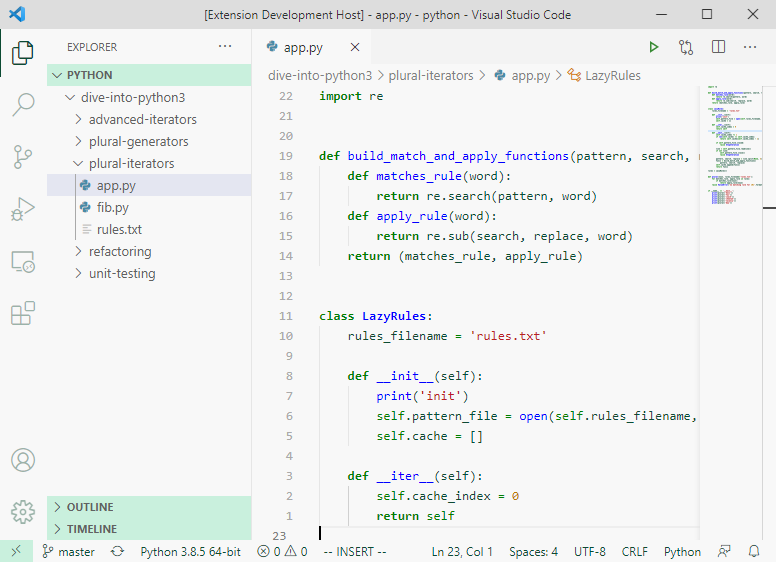 [Extension Development Host] - app.py - python - Visual Studio Code
EXPLORER
PYTHON
dive-into-python3
advanced-iterators
plural-generators
plural-iterators
app.py
fib.py
rules.txt
refactoring
unit-testing
OUTLINE
TIMELINE
app.py
dive-into-python3 > plural-iterators > app.py > LazyRules
22 import re
21
20
19 def build_match_and_apply_functions(pattern, search,
18 def matches_rule(word):
17 return re.search(pattern, word)
16 def apply_rule(word):
15 return re.sub(search, replace, word)
14 return (matches_rule, apply_rule)
13
12
11 class LazyRules:
10 rules_filename = 'rules.txt'
9
8 def __init__(self):
7 print('init')
6 self.pattern_file = open(self.rules_filename,
5 self.cache = []
4
3 def __iter__(self):
2 self.cache_index = 0
1 return self
23
master Python 3.8.5 64-bit 0 0 -- INSERT -- Ln 23, Col 1 Spaces: 4 UTF-8 CRLF Python